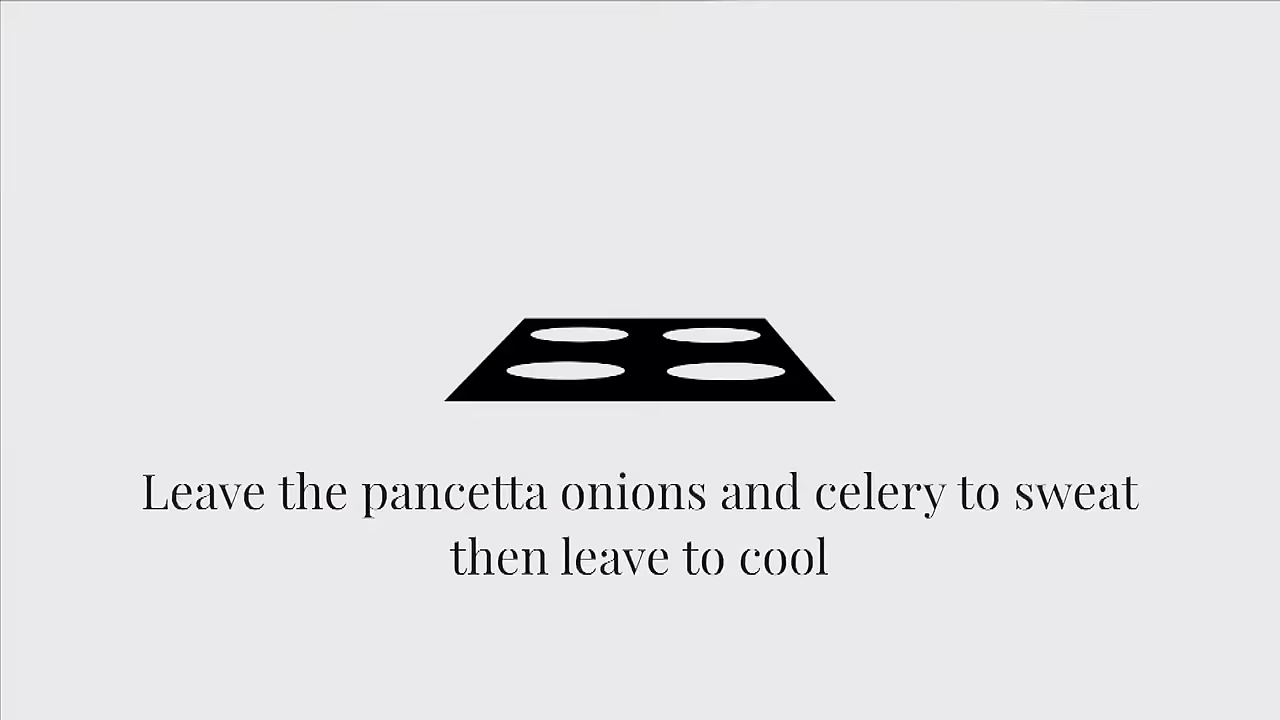 Leave the pancetta onions and celery to sweat
then leave to cool